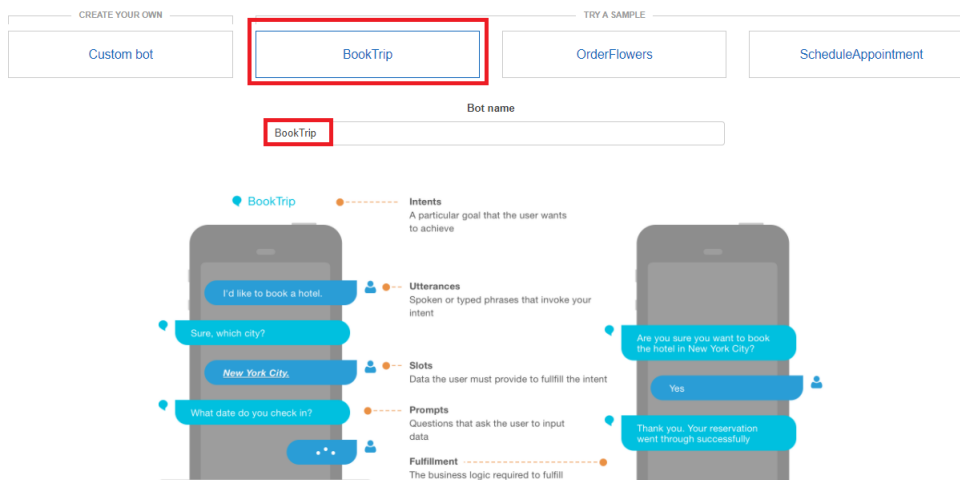 CREATE YOUR OWN
TRY A SAMPLE
Custom bot
BookTrip
OrderFlowers
ScheduleAppointment
Bot name
BookTrip
BookTrip
Intents
A particular goal that the user wants
to achieve
I'd like to book a hotel.
Utterances
Spoken or typed phrases that invoke your
intent
Sure, which city?
New York City.
Slots
Data the user must provide to fullfill the intent
What date do you check in?
Prompts
Questions that ask the user to input
data
Fulfillment
The business logic required to fulfill
Are you sure you want to book
the hotel in New York City?
Yes
Thank you. Your reservation
went through successfully